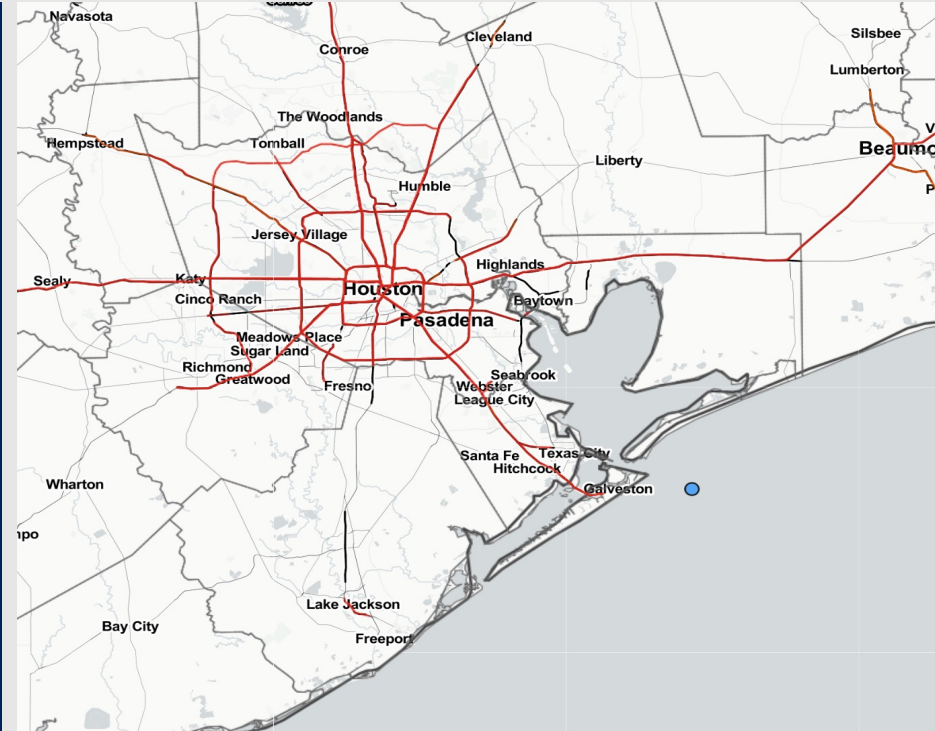 Navasota
Conroe
Cleveland
Silsbee
Lumberton
The Woodlands
Hempstead
Tomball
Beaumo
Liberty
Humble
Jersey Village
Highlands
Sealy
Katy
Houston
Cinco Ranch
Baytown
Pasadena
Meadows Place
Sugar Land
Richmond
Greatwood
Fresno
Seabrook
Webster
League City
Santa Fe
Texas City
Hitchcock
Wharton
Galveston
mpo
Lake Jackson
Bay City
Freeport